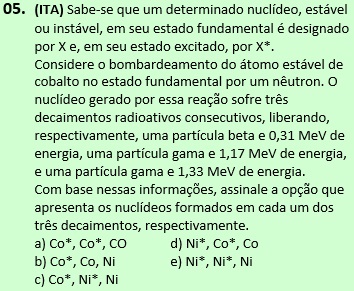 05. (ITA) Sabe-se que um determinado nuclídeo, estável
ou instável, em seu estado fundamental é designado
por X e, em seu estado excitado, por X*.
Considere o bombardeamento do átomo estável de
cobalto no estado fundamental por um nêutron. O
nuclídeo gerado por essa reação sofre três
decaimentos radioativos consecutivos, liberando,
respectivamente, uma partícula beta e 0,31 MeV de
energia, uma partícula gama e 1,17 MeV de energia,
e uma partícula gama e 1,33 MeV de energia.
Com base nessas informações, assinale a opção que
apresenta os nuclídeos formados em cada um dos
três decaimentos, respectivamente.
a) Co*, Co*, CO d) Ni*, Co*, Co
b) Co*, Co, Ni e) Ni*, Ni*, Ni
c) Co*, Ni*, Ni